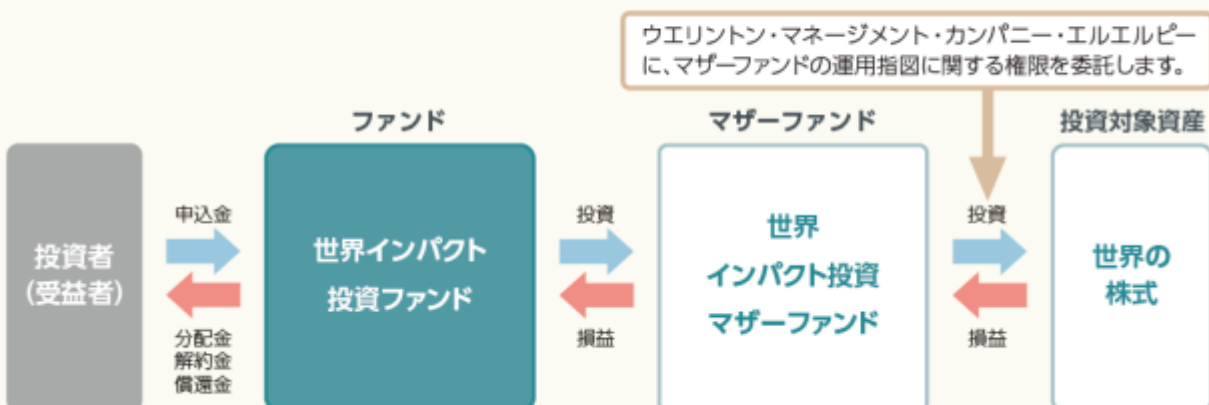 ウエリントン・マネージメント・カンパニー・エルエルピー
に、マザーファンドの運用指図に関する権限を委託します。
ファンド
マザーファンド
投資対象資産
投資者
(受益者)
申込金
分配金
解約金
償還金
世界インパクト
投資ファンド
投資
損益
世界
インパクト投資
マザーファンド
投資
損益
世界の
株式